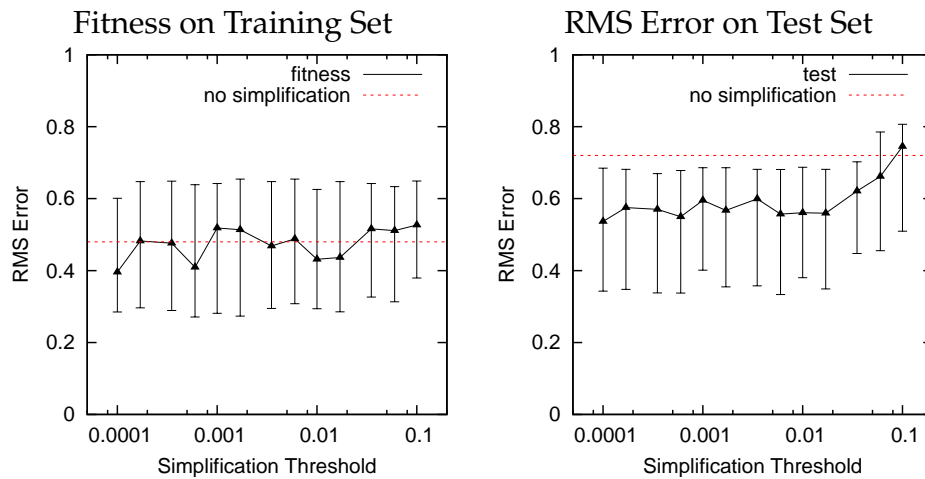 Fitness on Training Set
1
0.8
0.6
0.4
0.2
0
RMS Error
fitness
no simplification
0.0001
0.001
0.01
0.1
Simplification Threshold
RMS Error on Test Set
1
0.8
0.6
0.4
0.2
0
RMS Error
test
no simplification
0.0001
0.001
0.01
0.1
Simplification Threshold